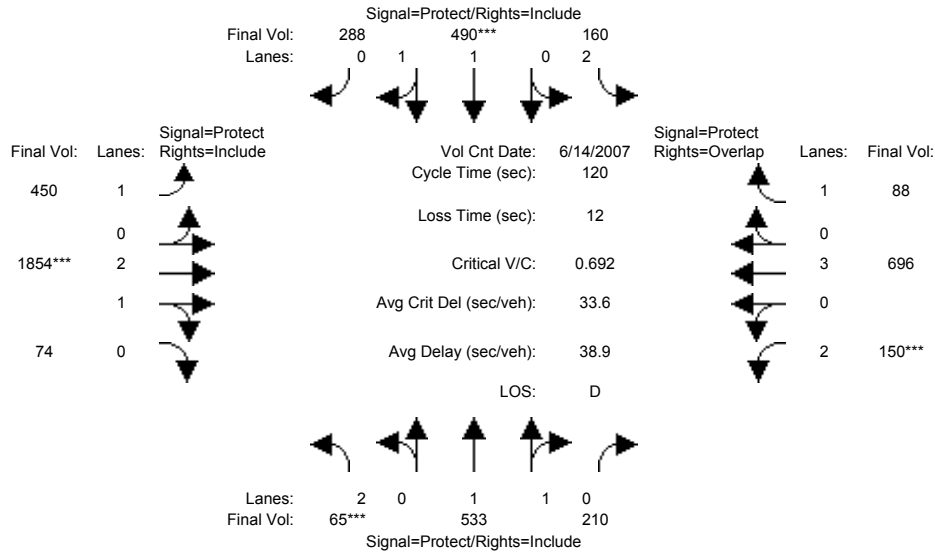 Signal=Protect/Rights=Include
Final Vol: 288 490*** 160
Lanes: 0 1 1 0 2
Signal=Protect Signal=Protect
Final Vol: Lanes: Rights=Include Vol Cnt Date: 6/14/2007 Rights=Overlap Lanes: Final Vol:
Cycle Time (sec): 120
450 1 1 88
Loss Time (sec): 12
0 0
1854*** 2 Critical V/C: 0.692 3 696
1 Avg Crit Del (sec/veh): 33.6 0
74 0 Avg Delay (sec/veh): 38.9 2 150***
LOS: D
Lanes: 2 0 1 1 0
Final Vol: 65*** 533 210
Signal=Protect/Rights=Include